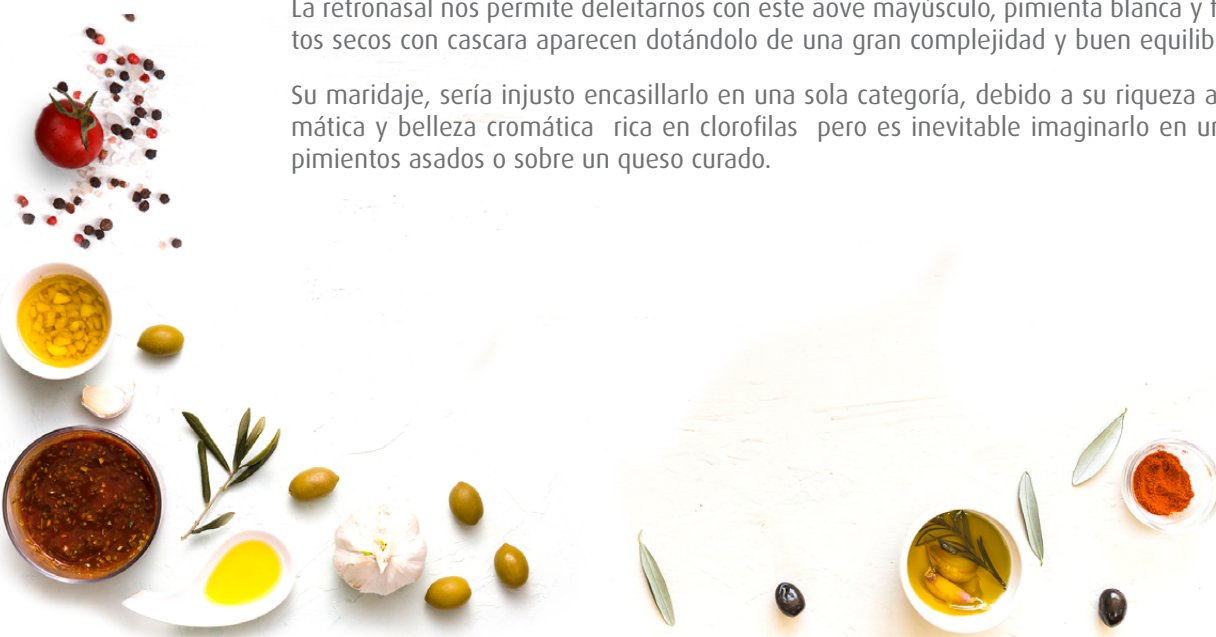 La retronasal nos permite deleitarnos con este aove mayúsculo, pimienta blanca y
tos secos con cascara aparecen dotándolo de una gran complejidad y buen equilib
Su maridaje, sería injusto encasillarlo en una sola categoría, debido a su riqueza a
mática y belleza cromática  rica en clorofilas  pero es inevitable imaginarlo en un
pimientos asados o sobre un queso curado.